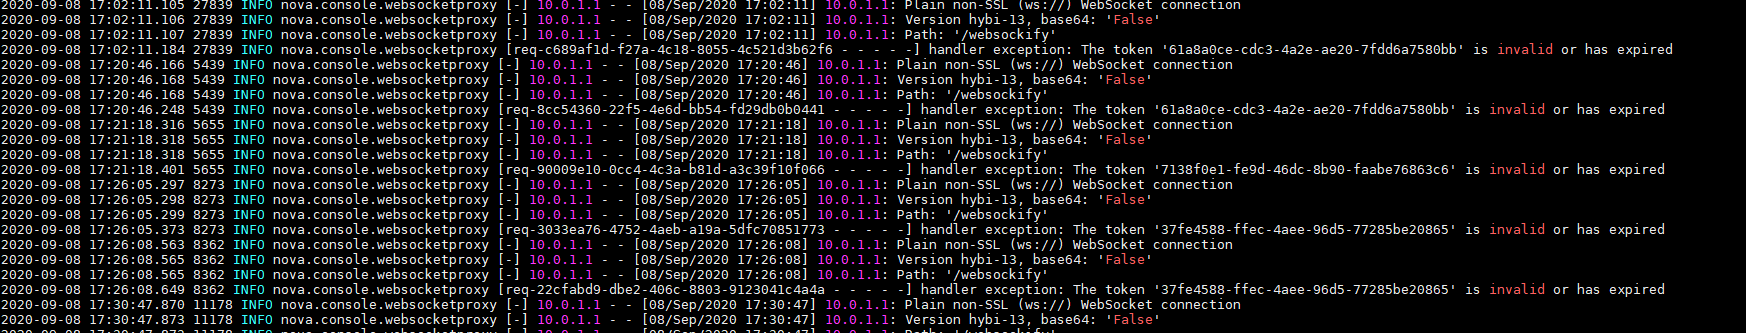 2020-09-08 17:02:11.105 27839 INFO nova.console.websocketproxy [-] 10.0.1.1 - - [08/Sep/2020 17:02:11] 10.0.1.1: Plain non-SSL (ws://) WebSocket connection
2020-09-08 17:02:11.106 27839 INFO nova.console.websocketproxy [-] 10.0.1.1 - - [08/Sep/2020 17:02:11] 10.0.1.1: Version hybi-13, base64: 'False'
2020-09-08 17:02:11.107 27839 INFO nova.console.websocketproxy [-] 10.0.1.1 - - [08/Sep/2020 17:02:11] 10.0.1.1: Path: '/websockify'
2020-09-08 17:02:11.184 27839 INFO nova.console.websocketproxy [req-c689af1d-f27a-4c18-8055-4c521d3b62f6 - - - - -] handler exception: The token '61a8a0ce-cdc3-4a2e-ae20-7fdd6a7580bb' is invalid or has expired
2020-09-08 17:20:46.166 5439 INFO nova.console.websocketproxy [-] 10.0.1.1 - - [08/Sep/2020 17:20:46] 10.0.1.1: Plain non-SSL (ws://) WebSocket connection
2020-09-08 17:20:46.168 5439 INFO nova.console.websocketproxy [-] 10.0.1.1 - - [08/Sep/2020 17:20:46] 10.0.1.1: Version hybi-13, base64: 'False'
2020-09-08 17:20:46.168 5439 INFO nova.console.websocketproxy [-] 10.0.1.1 - - [08/Sep/2020 17:20:46] 10.0.1.1: Path: '/websockify'
2020-09-08 17:20:46.248 5439 INFO nova.console.websocketproxy [req-8cc54360-22f5-4e6d-bb54-fd29db0b0441 - - - - -] handler exception: The token '61a8a0ce-cdc3-4a2e-ae20-7fdd6a7580bb' is invalid or has expired
2020-09-08 17:21:18.316 5655 INFO nova.console.websocketproxy [-] 10.0.1.1 - - [08/Sep/2020 17:21:18] 10.0.1.1: Plain non-SSL (ws://) WebSocket connection
2020-09-08 17:21:18.318 5655 INFO nova.console.websocketproxy [-] 10.0.1.1 - - [08/Sep/2020 17:21:18] 10.0.1.1: Version hybi-13, base64: 'False'
2020-09-08 17:21:18.318 5655 INFO nova.console.websocketproxy [-] 10.0.1.1 - - [08/Sep/2020 17:21:18] 10.0.1.1: Path: '/websockify'
2020-09-08 17:21:18.401 5655 INFO nova.console.websocketproxy [req-90009e10-0cc4-4c3a-b81d-a3c39f10f066 - - - - -] handler exception: The token '7138f0e1-fe9d-46dc-8b90-faabe76863c6' is invalid or has expired
2020-09-08 17:26:05.297 8273 INFO nova.console.websocketproxy [-] 10.0.1.1 - - [08/Sep/2020 17:26:05] 10.0.1.1: Plain non-SSL (ws://) WebSocket connection
2020-09-08 17:26:05.298 8273 INFO nova.console.websocketproxy [-] 10.0.1.1 - - [08/Sep/2020 17:26:05] 10.0.1.1: Version hybi-13, base64: 'False'
2020-09-08 17:26:05.299 8273 INFO nova.console.websocketproxy [-] 10.0.1.1 - - [08/Sep/2020 17:26:05] 10.0.1.1: Path: '/websockify'
2020-09-08 17:26:05.373 8273 INFO nova.console.websocketproxy [req-3033ea76-4752-4aeb-a19a-5dfc70851773 - - - - -] handler exception: The token '37fe4588-ffec-4aee-96d5-77285be20865' is invalid or has expired
2020-09-08 17:26:08.563 8362 INFO nova.console.websocketproxy [-] 10.0.1.1 - - [08/Sep/2020 17:26:08] 10.0.1.1: Plain non-SSL (ws://) WebSocket connection
2020-09-08 17:26:08.565 8362 INFO nova.console.websocketproxy [-] 10.0.1.1 - - [08/Sep/2020 17:26:08] 10.0.1.1: Version hybi-13, base64: 'False'
2020-09-08 17:26:08.565 8362 INFO nova.console.websocketproxy [-] 10.0.1.1 - - [08/Sep/2020 17:26:08] 10.0.1.1: Path: '/websockify'
2020-09-08 17:26:08.649 8362 INFO nova.console.websocketproxy [req-22cfabd9-dbe2-406c-8803-9123041c4a4a - - - - -] handler exception: The token '37fe4588-ffec-4aee-96d5-77285be20865' is invalid or has expired
2020-09-08 17:30:47.870 11178 INFO nova.console.websocketproxy [-] 10.0.1.1 - - [08/Sep/2020 17:30:47] 10.0.1.1: Plain non-SSL (ws://) WebSocket connection
2020-09-08 17:30:47.873 11178 INFO nova.console.websocketproxy [-] 10.0.1.1 - - [08/Sep/2020 17:30:47] 10.0.1.1: Version hybi-13, base64: 'False'